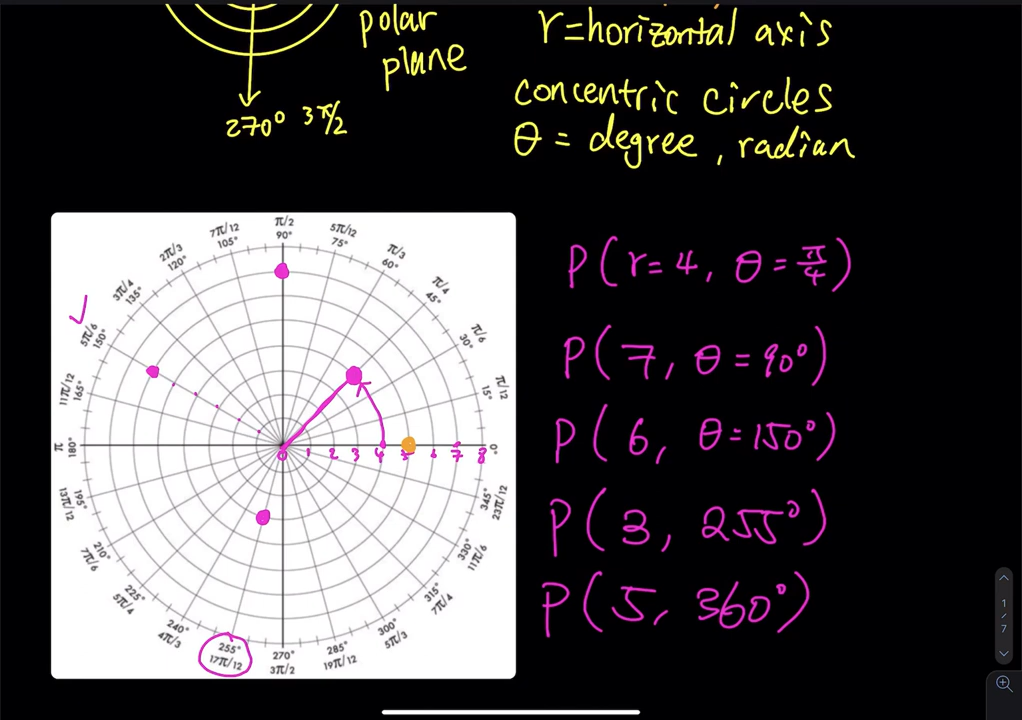 polar
plane
r = horizontal axis
concentric circles
θ = degree, radian
270° 3π/2
π/2
90°
5π/12
75°
π/3
60°
π/4
45°
π/6
30°
π/12
15°
0
345°
23π/12
330°
11π/6
315°
7π/4
300°
5π/3
285°
19π/12
270°
3π/2
255°
17π/12
240°
4π/3
225°
5π/4
210°
7π/6
195°
13π/12
π
180°
11π/12
165°
5π/6
150°
3π/4
135°
2π/3
120°
7π/12
105°
0 1 2 3 4 5 6 7 8
P(r=4, θ=π/4)
P(7, θ=90°)
P(6, θ=150°)
P(3, 255°)
P(5, 360°)
1
/
7